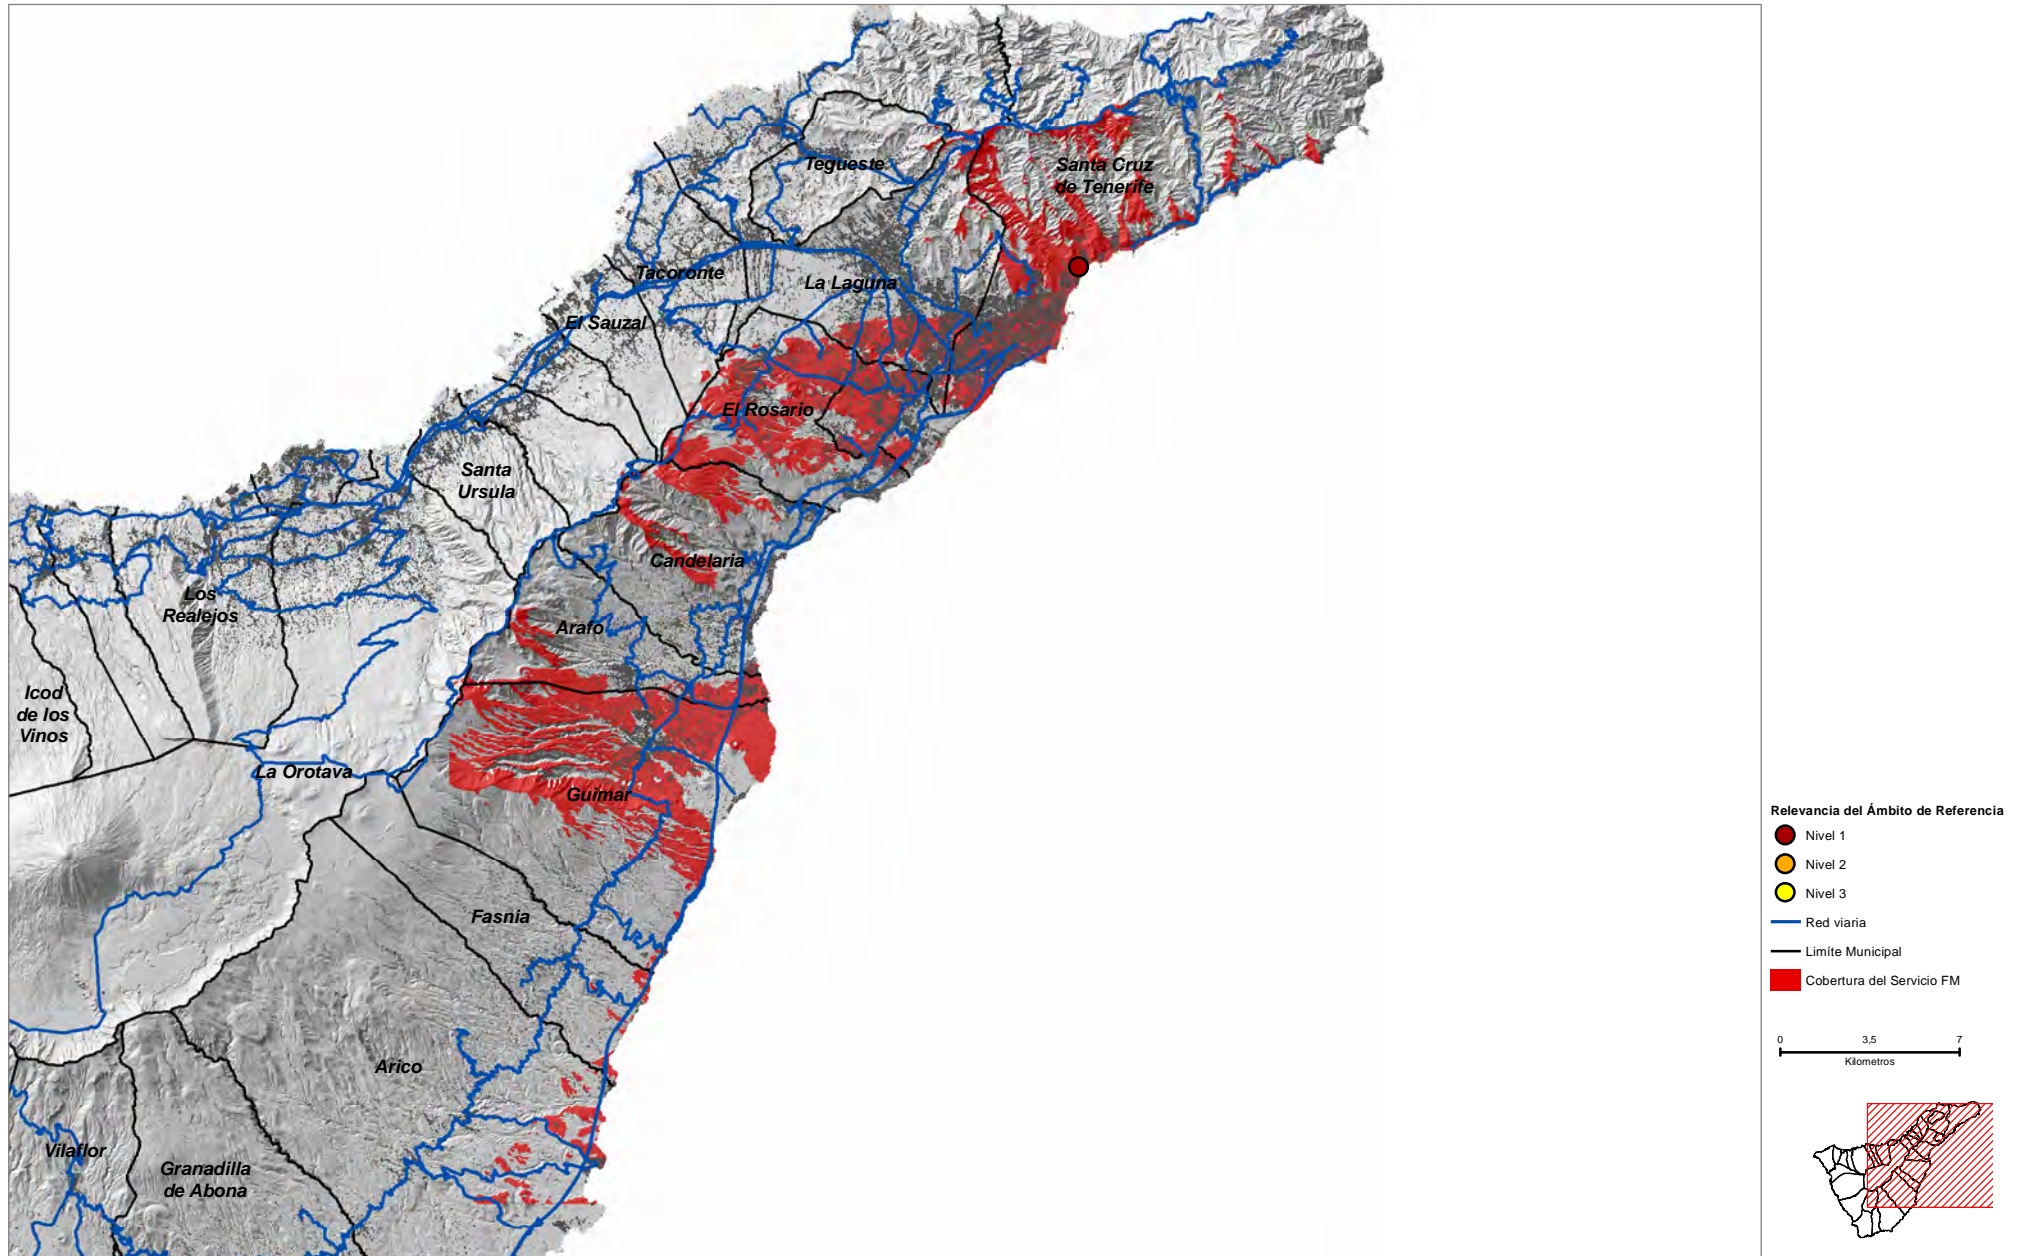 Tegueste
Santa Cruz
de Tenerife
Tacoronte
La Laguna
El Sauzal
El Rosario
Santa
Ursula
Candelaria
Los
Realejos
Arafo
Icod
de los
Vinos
La Orotava
Guimar
Fasnia
Arico
Vilaflor
Granadilla
de Abona
Relevancia del Ámbito de Referencia
Nivel 1
Nivel 2
Nivel 3
Red viaria
Limíte Municipal
Cobertura del Servicio FM
0 3,5 7
Kilometros